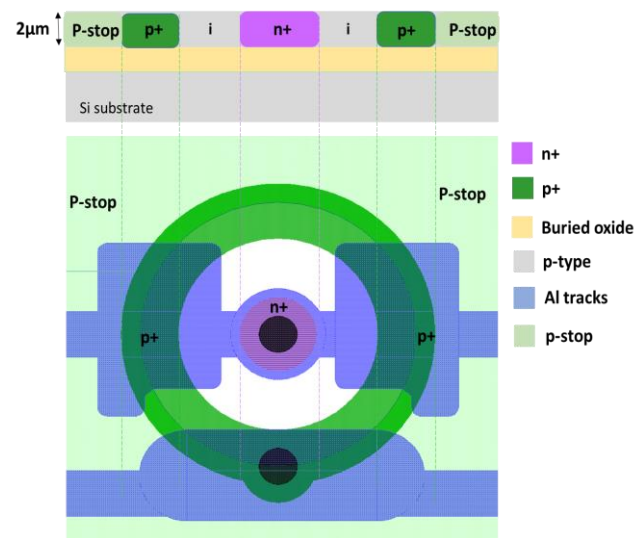 2μm
P-stop p+ i n+ i p+ P-stop
Si substrate
P-stop
P-stop
n+
p+
p+
n+
p+
Buried oxide
p-type
Al tracks
p-stop